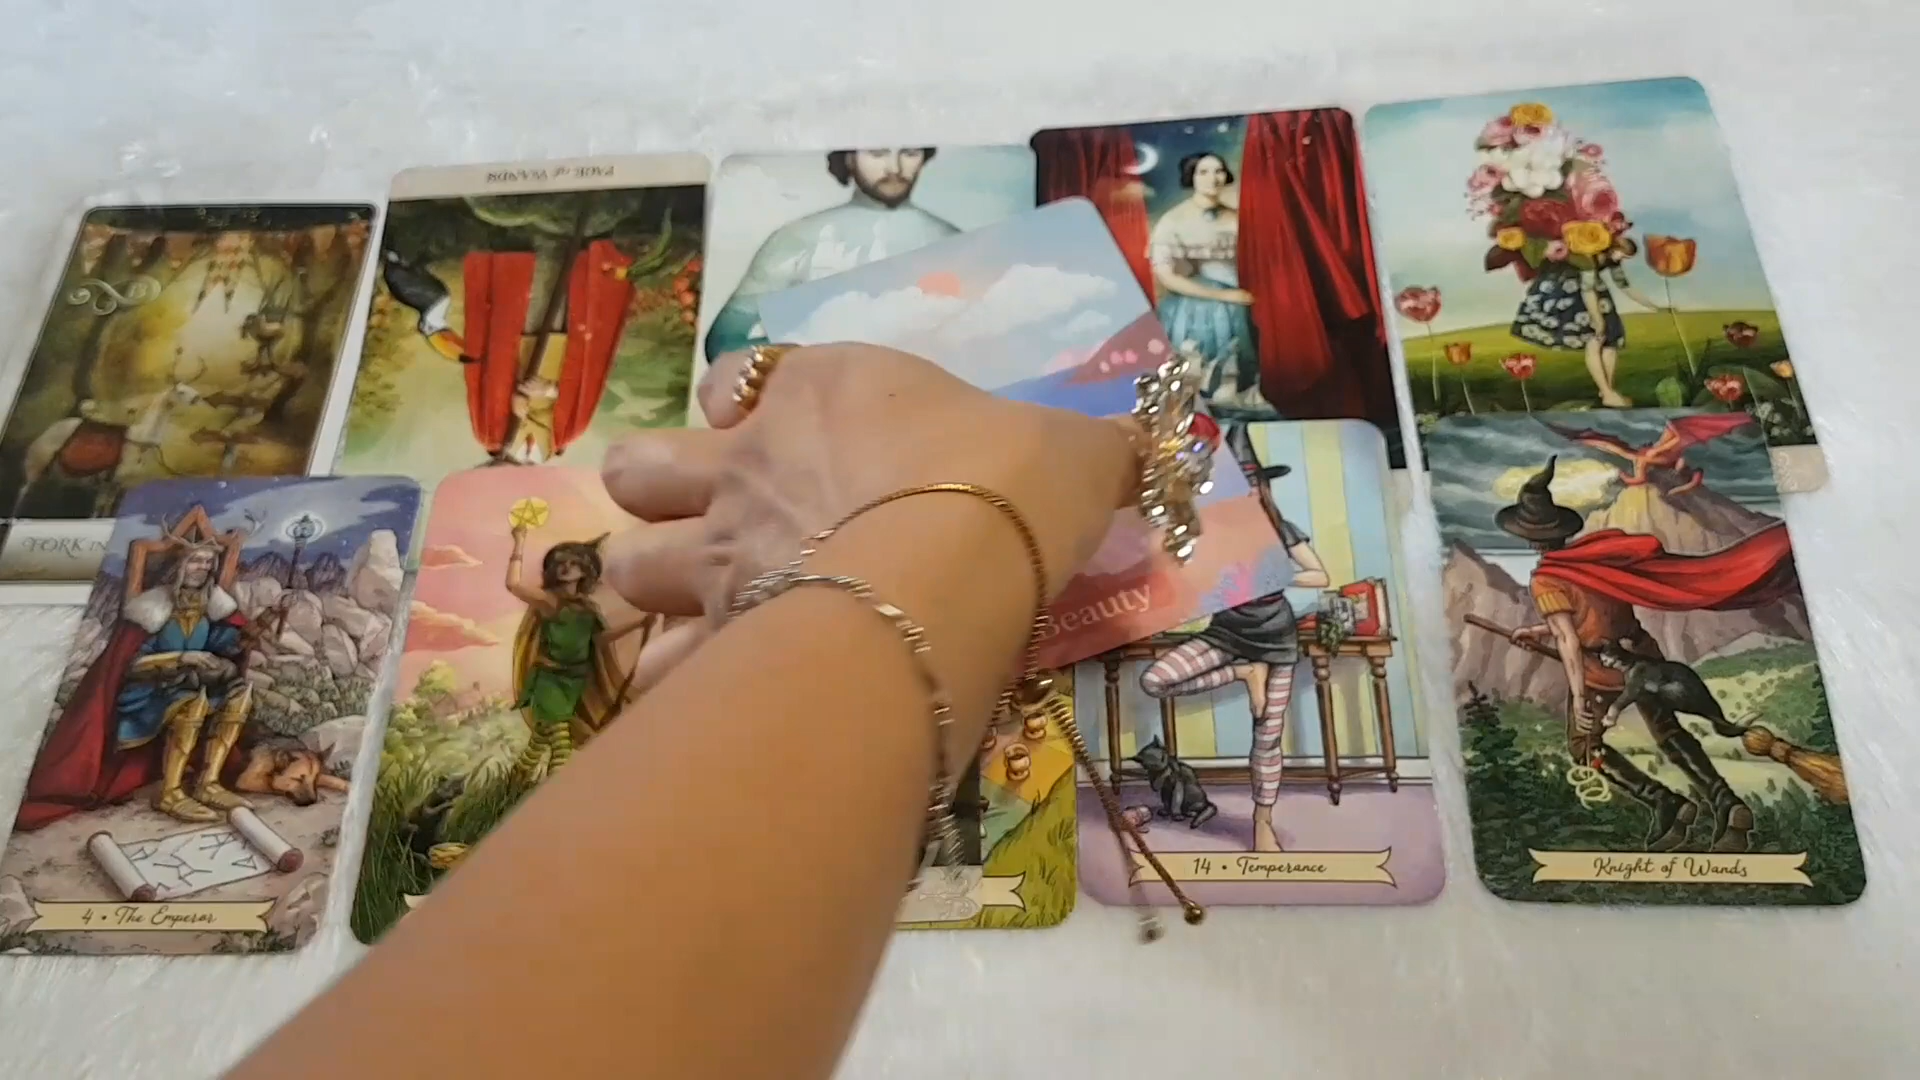 PAGE of WANDS
FORK IN
Beauty
4 • The Emperor
14 • Temperance
Knight of Wands